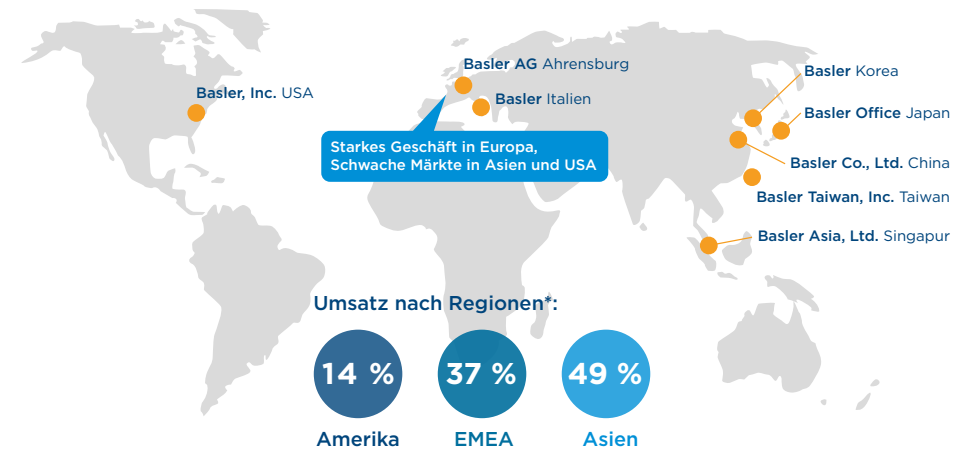 Basler AG Ahrensburg
Basler, Inc. USA
Basler Italien
Basler Korea
Basler Office Japan
Starkes Geschäft in Europa,
Schwache Märkte in Asien und USA
Basler Co., Ltd. China
Basler Taiwan, Inc. Taiwan
Basler Asia, Ltd. Singapur
Umsatz nach Regionen*:
14 % 37 % 49 %
Amerika EMEA Asien